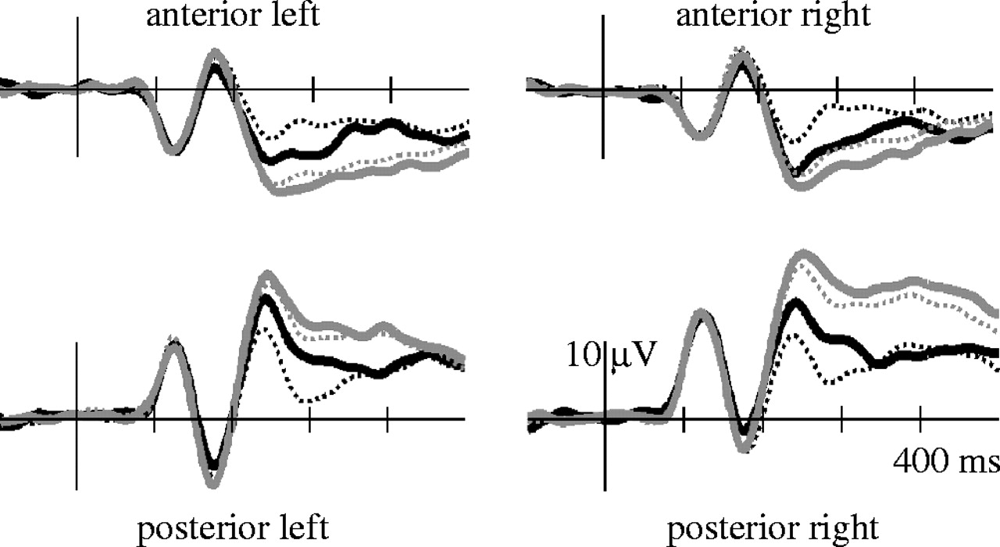 anterior left
anterior right
10 μV
400 ms
posterior left
posterior right